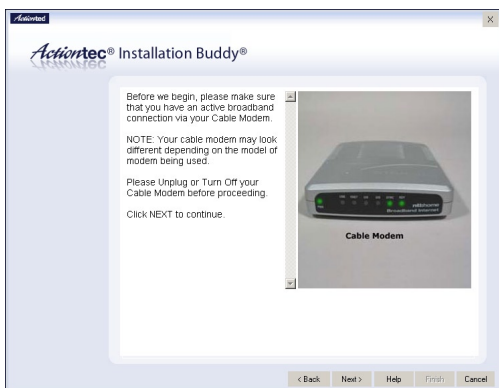 Actiontec
X
Actiontec® Installation Buddy®
Before we begin, please make sure
that you have an active broadband
connection via your Cable Modem.
NOTE: Your cable modem may look
different depending on the model of
modem being used.
Please Unplug or Turn Off your
Cable Modem before proceeding.
Click NEXT to continue.
Broadband Internet
Cable Modem
< Back Next > Help Finish Cancel